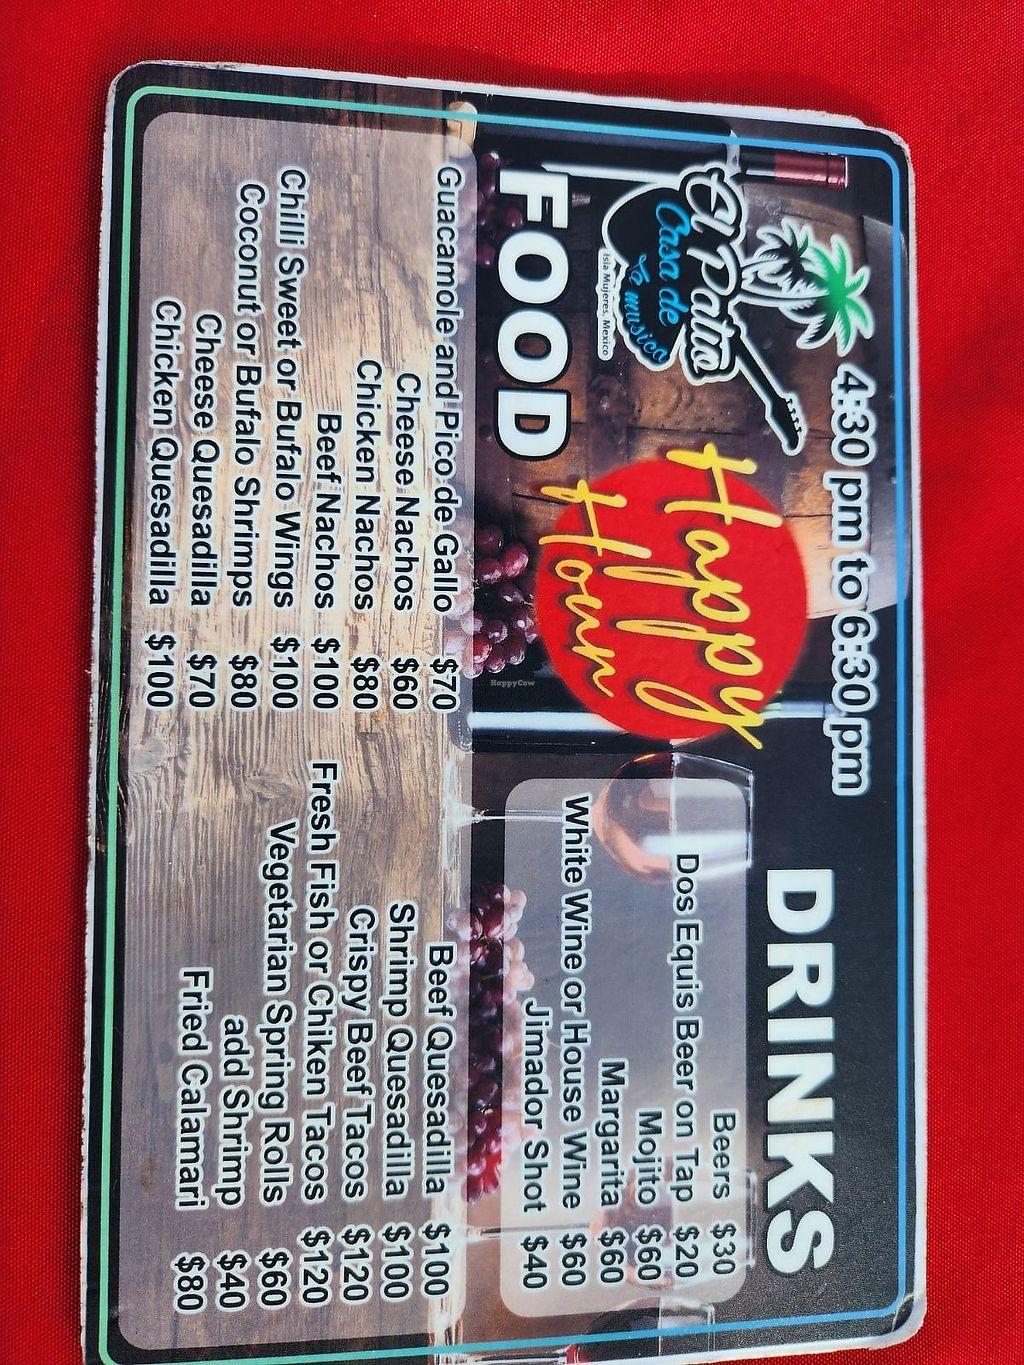 4:30 pm to 6:30 pm
El Patio
Casa de
la musica
Isla Mujeres, Mexico
Happy
Hour
DRINKS
Beers $30
Dos Equis Beer on Tap $20
Mojito $60
Margarita $60
White Wine or House Wine $60
Jimador Shot $40
FOOD
Guacamole and Pico de Gallo $70
Cheese Nachos $60
Chicken Nachos $80
Beef Nachos $100
Chilli Sweet or Bufalo Wings $100
Coconut or Bufalo Shrimps $80
Cheese Quesadilla $70
Chicken Quesadilla $100
Beef Quesadilla $100
Shrimp Quesadilla $100
Crispy Beef Tacos $120
Fresh Fish or Chiken Tacos $120
Vegetarian Spring Rolls $60
add Shrimp $40
Fried Calamari $80
HappyCow